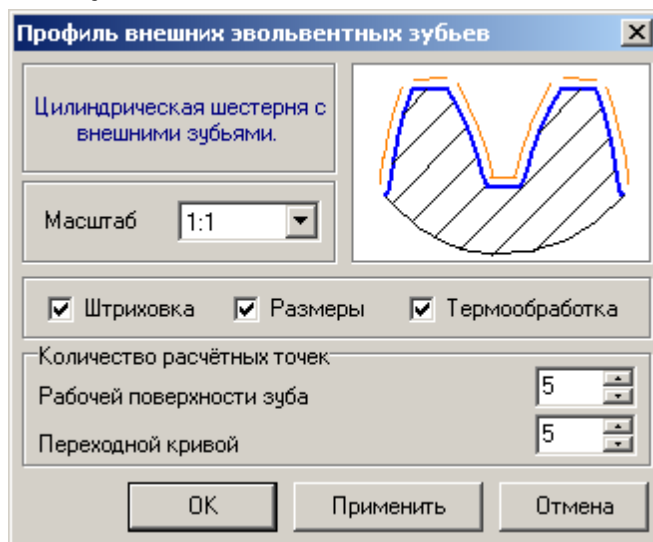 Профиль внешних эвольвентных зубьев
Цилиндрическая шестерня с
внешними зубьями.
Масштаб 1:1
Штриховка Размеры Термообработка
Количество расчётных точек
Рабочей поверхности зуба 5
Переходной кривой 5
OK Применить Отмена